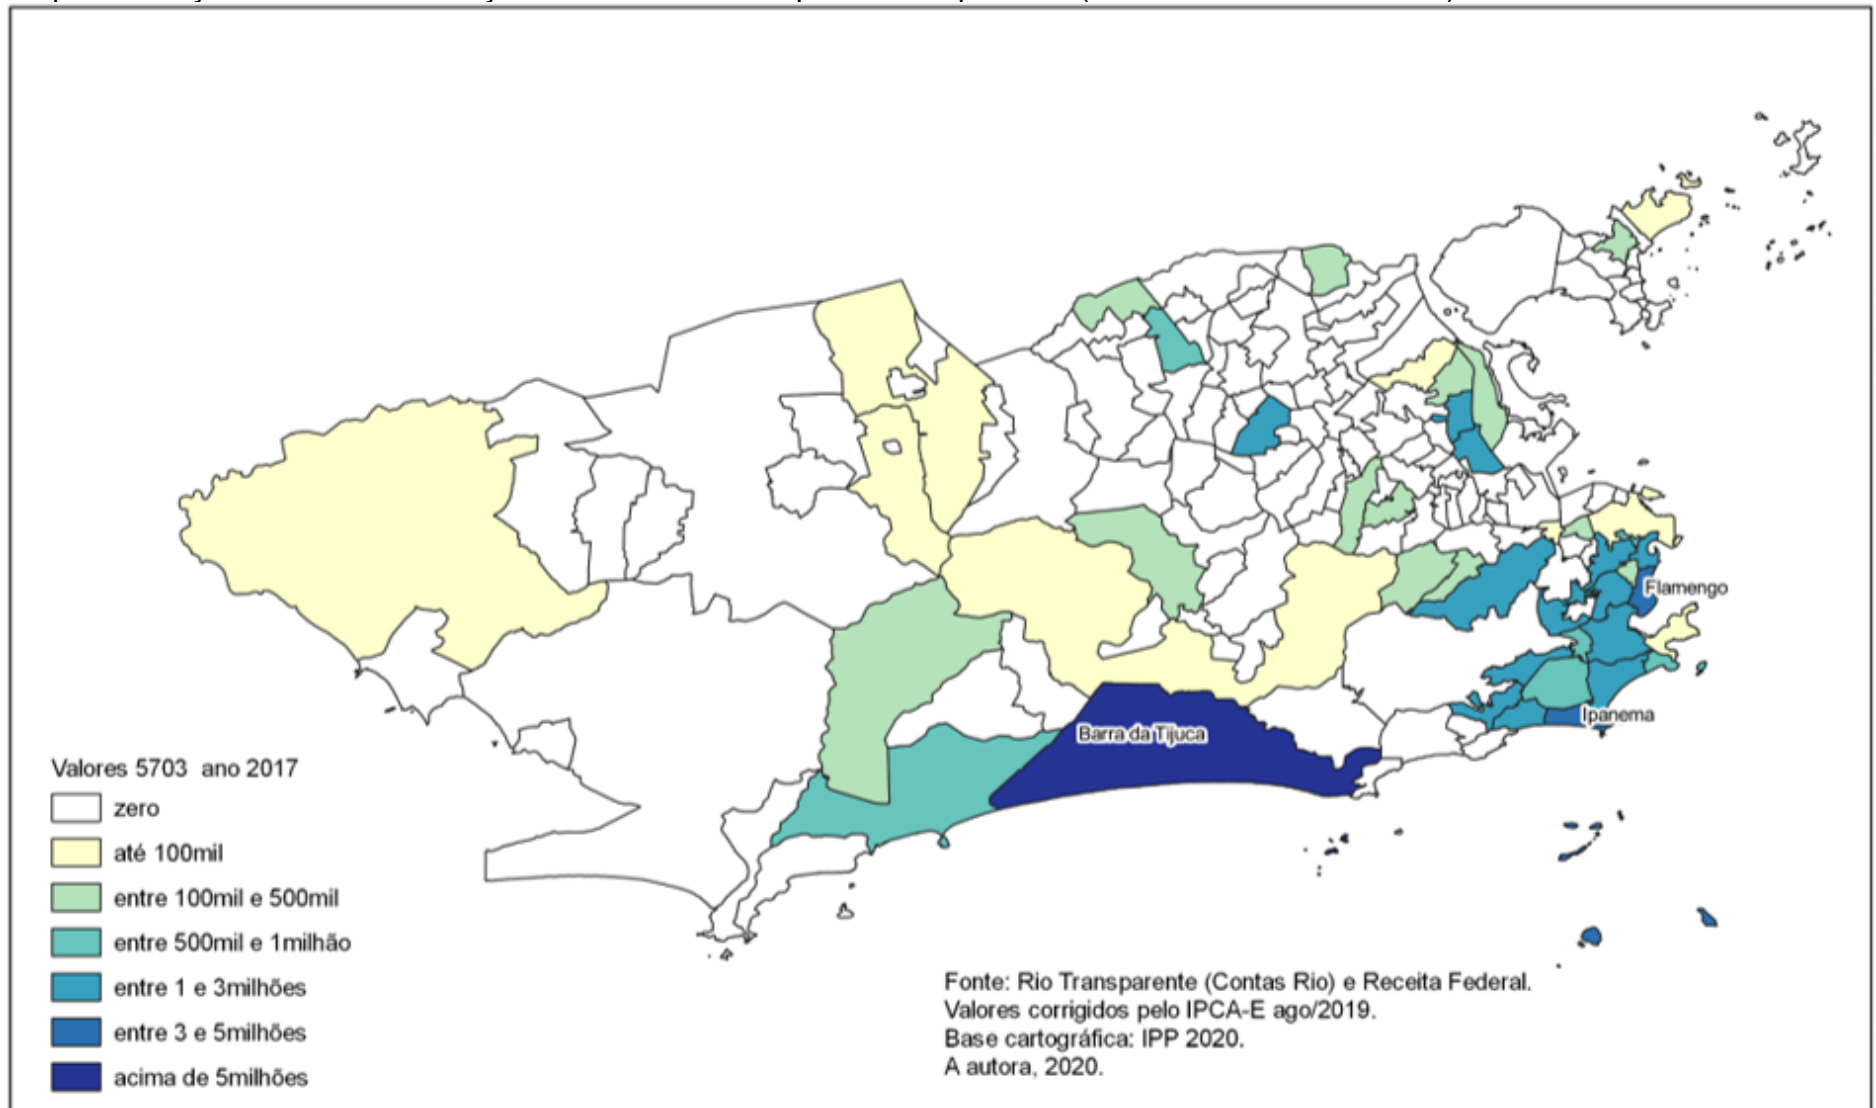 Flamengo
Ipanema
Barra da Tijuca
Valores 5703 ano 2017
zero
até 100mil
entre 100mil e 500mil
entre 500mil e 1milhão
entre 1 e 3milhões
entre 3 e 5milhões
acima de 5milhões
Fonte: Rio Transparente (Contas Rio) e Receita Federal.
Valores corrigidos pelo IPCA-E ago/2019.
Base cartográfica: IPP 2020.
A autora, 2020.